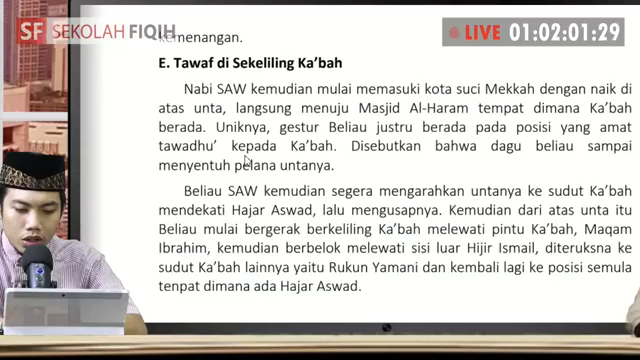 SF SEKOLAH FIQIH
LIVE 01:02:01:29
kemenangan.
E. Tawaf di Sekeliling Ka’bah
Nabi SAW kemudian mulai memasuki kota suci Mekkah dengan naik di
atas unta, langsung menuju Masjid Al-Haram tempat dimana Ka’bah
berada. Uniknya, gestur Beliau justru berada pada posisi yang amat
tawadhu’ kepada Ka’bah. Disebutkan bahwa dagu beliau sampai
menyentuh pelana untanya.
Beliau SAW kemudian segera mengarahkan untanya ke sudut Ka’bah
mendekati Hajar Aswad, lalu mengusapnya. Kemudian dari atas unta itu
Beliau mulai bergerak berkeliling Ka’bah melewati pintu Ka’bah, Maqam
Ibrahim, kemudian berbelok melewati sisi luar Hijir Ismail, diteruksna ke
sudut Ka’bah lainnya yaitu Rukun Yamani dan kembali lagi ke posisi semula
tenpat dimana ada Hajar Aswad.